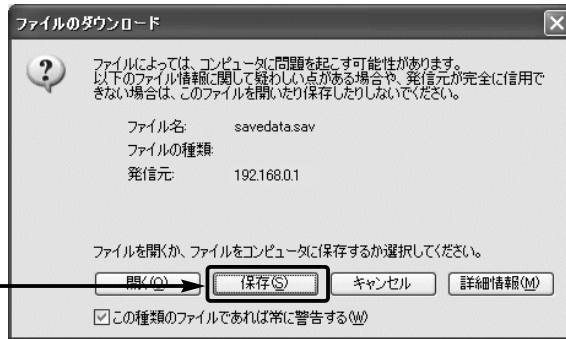 ファイルのダウンロード
ファイルによっては、コンピュータに問題を起こす可能性があります。
以下のファイル情報に関して疑わしい点がある場合や、発信元が完全に信用で
きない場合は、このファイルを開いたり保存したりしないでください。
ファイル名: savedata.sav
ファイルの種類:
発信元: 192.168.0.1
ファイルを開くか、ファイルをコンピュータに保存するか選択してください。
開く(O) 保存(S) キャンセル 詳細情報(M)
この種類のファイルであれば常に警告する(W)